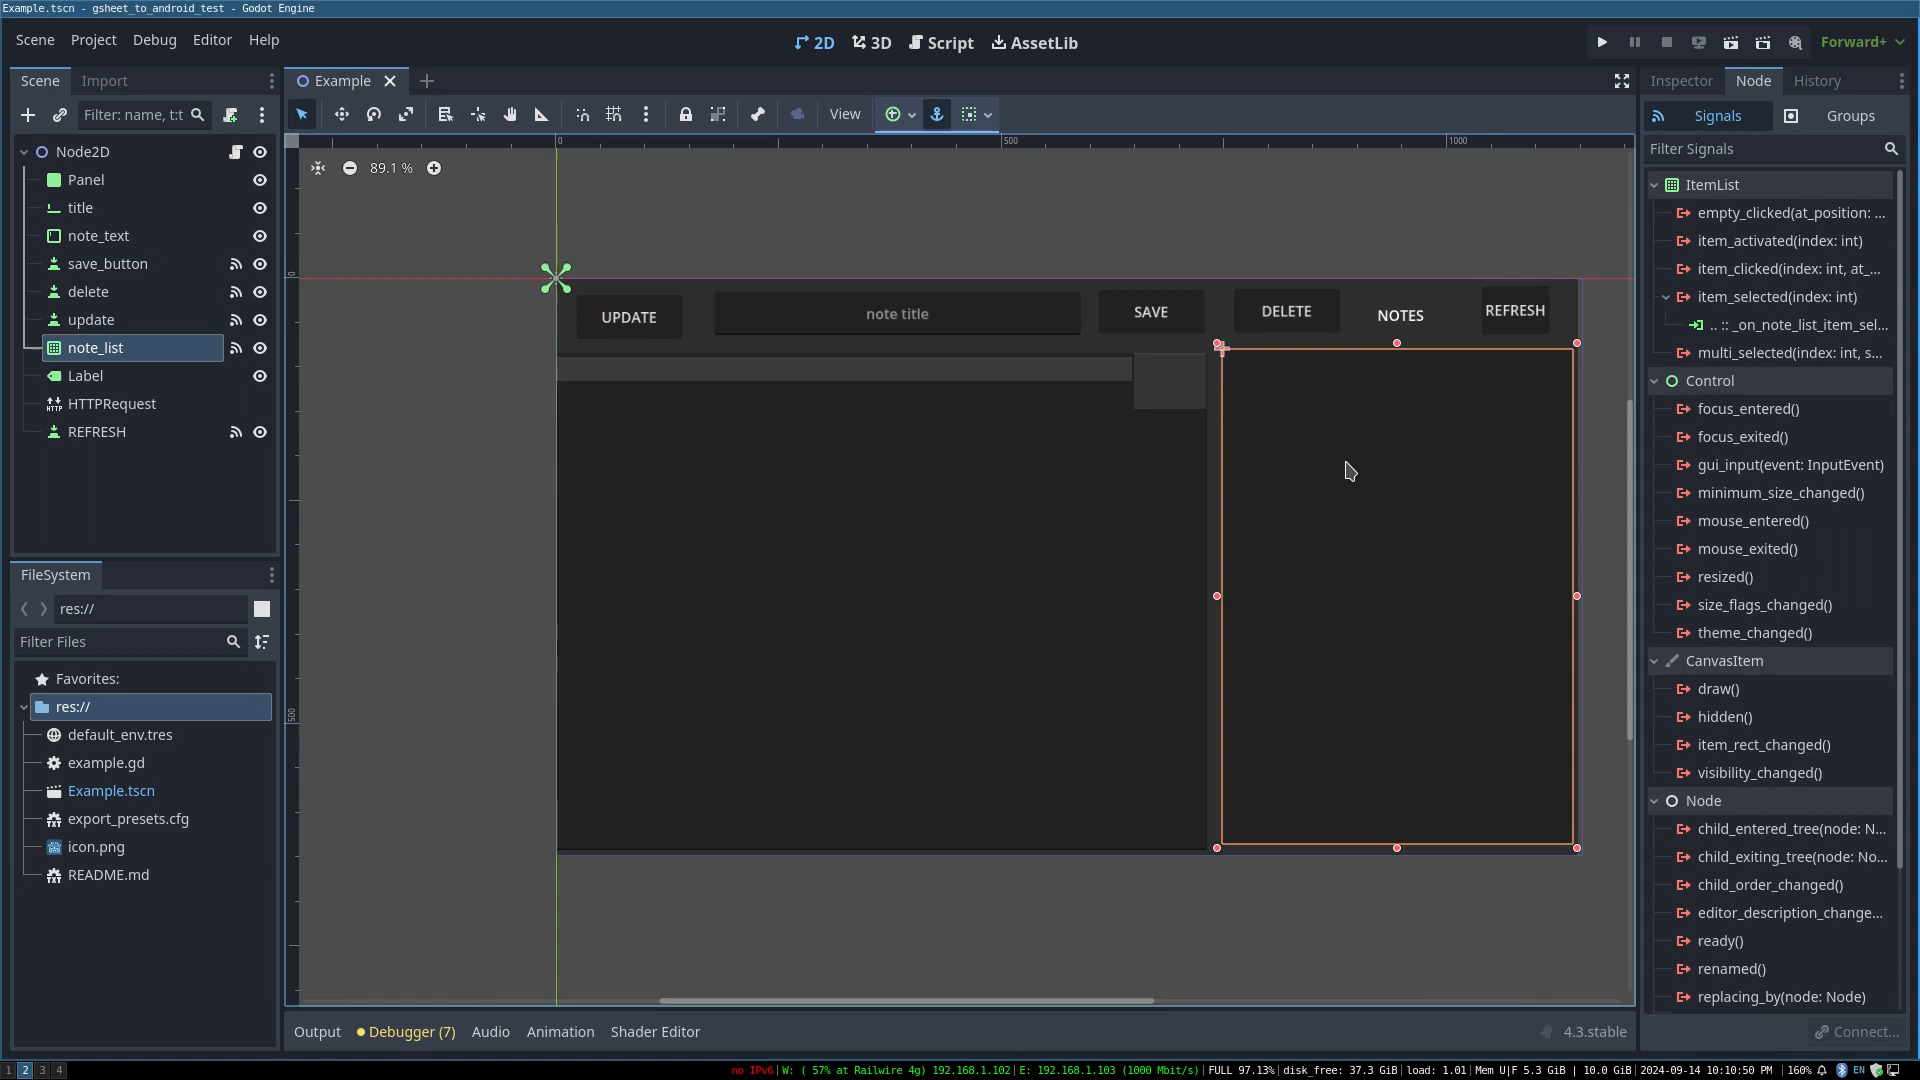 Example.tscn - gsheet_to_android_test - Godot Engine
Scene Project Debug Editor Help
2D 3D Script AssetLib
Forward+
Scene Import
Example
Inspector Node History
Filter: name, t:t
View
Signals Groups
Filter Signals
0 500 1000
89.1 %
Node2D
Panel
title
note_text
save_button
delete
update
note_list
Label
HTTPRequest
REFRESH
0
500
UPDATE
note title
SAVE
DELETE
NOTES
REFRESH
ItemList
empty_clicked(at_position: ...
item_activated(index: int)
item_clicked(index: int, at_...
item_selected(index: int)
.. :: _on_note_list_item_sel...
multi_selected(index: int, s...
Control
focus_entered()
focus_exited()
gui_input(event: InputEvent)
minimum_size_changed()
mouse_entered()
mouse_exited()
resized()
size_flags_changed()
theme_changed()
CanvasItem
draw()
hidden()
item_rect_changed()
visibility_changed()
Node
child_entered_tree(node: N...
child_exiting_tree(node: No...
child_order_changed()
editor_description_change...
ready()
renamed()
replacing_by(node: Node)
Connect...
FileSystem
res://
Filter Files
Favorites:
res://
default_env.tres
example.gd
Example.tscn
export_presets.cfg
icon.png
README.md
Output Debugger (7) Audio Animation Shader Editor
4.3.stable
1 2 3 4
no IPv6|W: ( 57% at Railwire 4g) 192.168.1.102|E: 192.168.1.103 (1000 Mbit/s)|FULL 97.13%|disk_free: 37.3 GiB|load: 1.01|Mem U|F 5.3 GiB | 10.0 GiB|2024-09-14 10:10:50 PM |160% EN